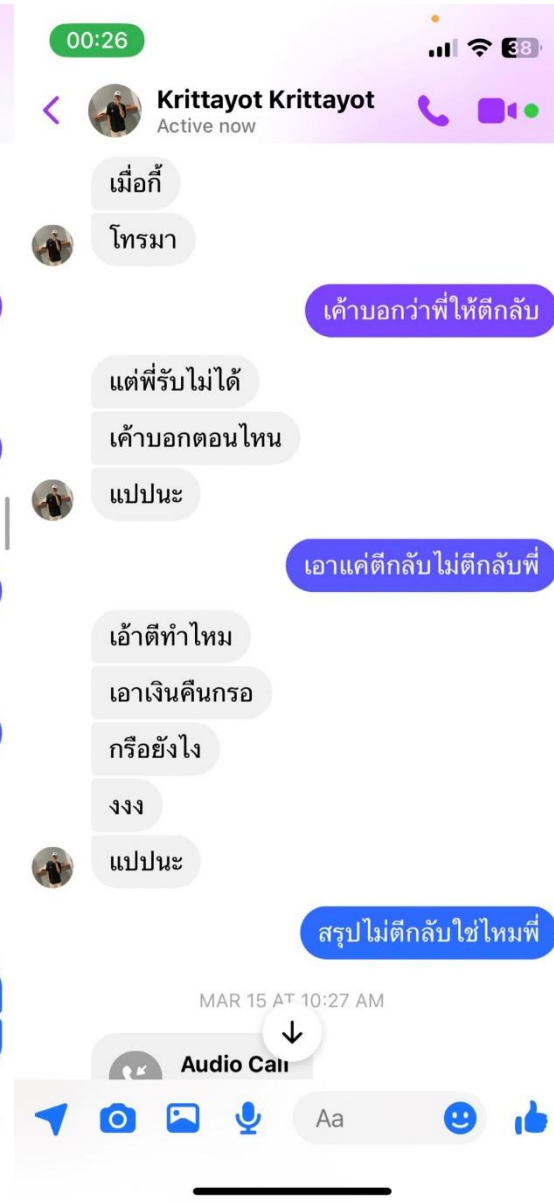 00:26
38
Krittayot Krittayot
Active now
เมื่อกี้
โทรมา
เค้าบอกว่าพี่ให้ตีกลับ
แต่พี่รับไม่ได้
เค้าบอกตอนไหน
แปปนะ
เอาแค่ตีกลับไม่ตีกลับพี่
เอ้าตีทำไหม
เอาเงินคืนกรอ
กรือยังไง
งงง
แปปนะ
สรุปไม่ตีกลับใช่ไหมพี่
MAR 15 AT 10:27 AM
Audio Call
Aa